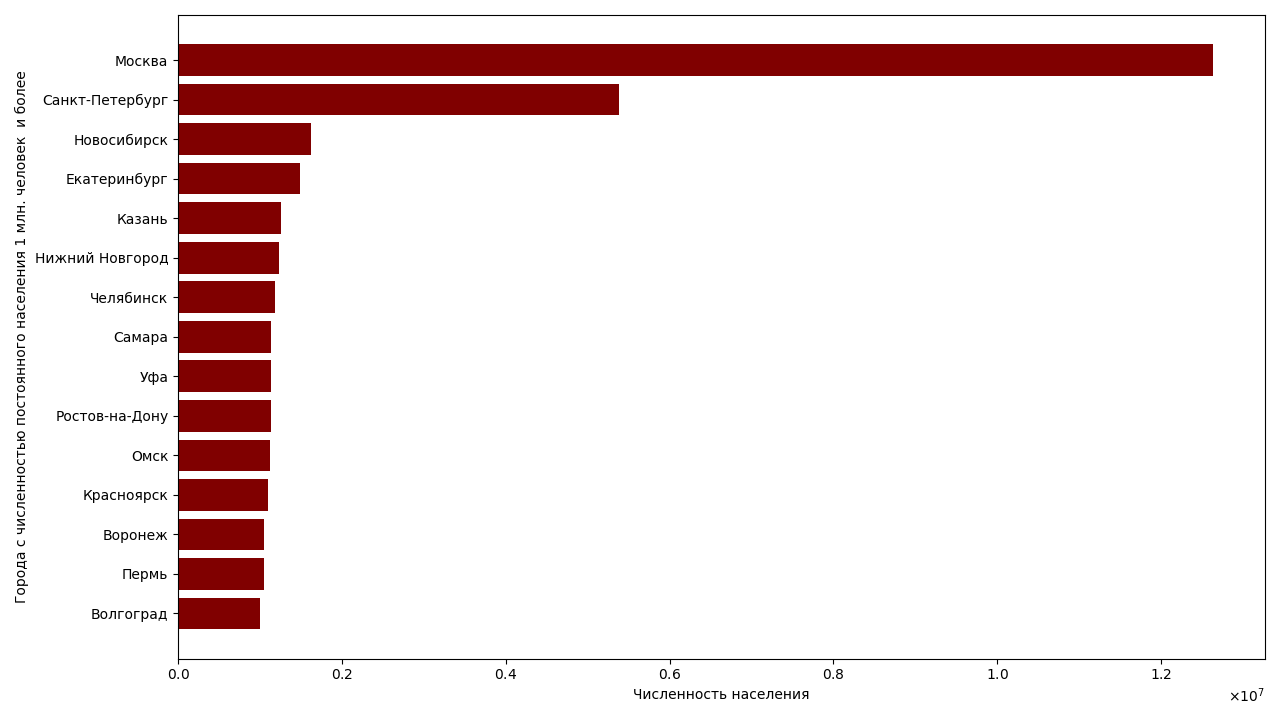 Города с численностью постоянного населения 1 млн. человек  и более
Москва
Санкт-Петербург
Новосибирск
Екатеринбург
Казань
Нижний Новгород
Челябинск
Самара
Уфа
Ростов-на-Дону
Омск
Красноярск
Воронеж
Пермь
Волгоград
0.0 0.2 0.4 0.6 0.8 1.0 1.2
Численность населения
×10⁷